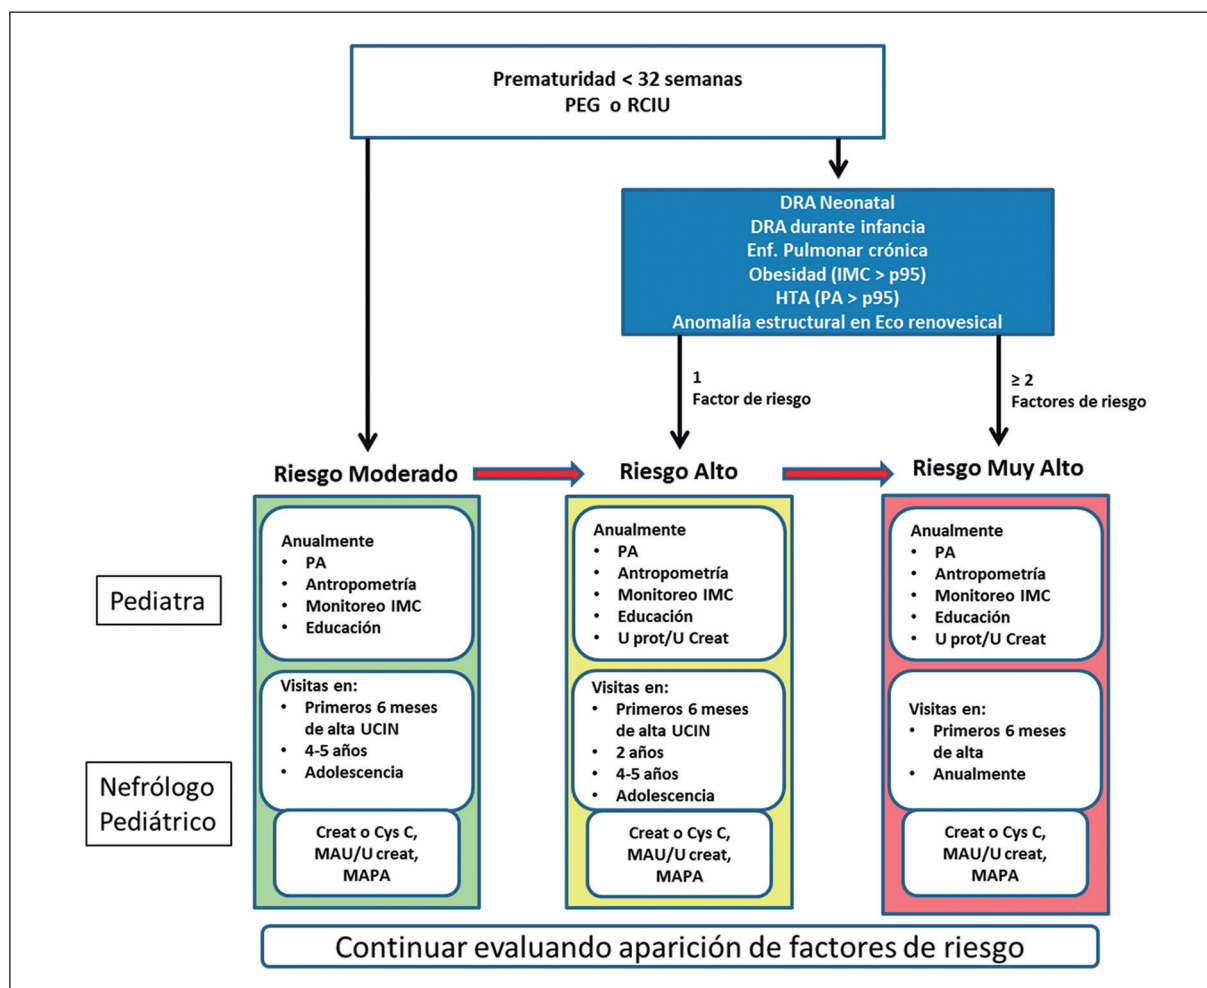 Prematuridad < 32 semanas
PEG o RCIU
DRA Neonatal
DRA durante infancia
Enf. Pulmonar crónica
Obesidad (IMC > p95)
HTA (PA > p95)
Anomalía estructural en Eco renovesical
1
Factor de riesgo
≥ 2
Factores de riesgo
Riesgo Moderado
Riesgo Alto
Riesgo Muy Alto
Pediatra
Anualmente
• PA
• Antropometría
• Monitoreo IMC
• Educación
Anualmente
• PA
• Antropometría
• Monitoreo IMC
• Educación
• U prot/U Creat
Anualmente
• PA
• Antropometría
• Monitoreo IMC
• Educación
• U prot/U Creat
Nefrólogo
Pediátrico
Visitas en:
• Primeros 6 meses
de alta UCIN
• 4-5 años
• Adolescencia
Visitas en:
• Primeros 6 meses
de alta UCIN
• 2 años
• 4-5 años
• Adolescencia
Visitas en:
• Primeros 6 meses
de alta
• Anualmente
Creat o Cys C,
MAU/U creat,
MAPA
Creat o Cys C,
MAU/U creat,
MAPA
Creat o Cys C,
MAU/U creat,
MAPA
Continuar evaluando aparición de factores de riesgo